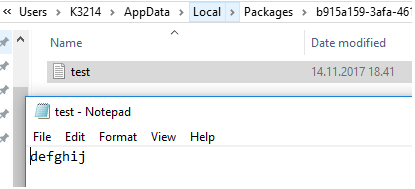 Users > K3214 > AppData > Local > Packages > b915a159-3afa-46
Name
Date modified
test
14.11.2017 18.41
test - Notepad
File Edit Format View Help
defghij